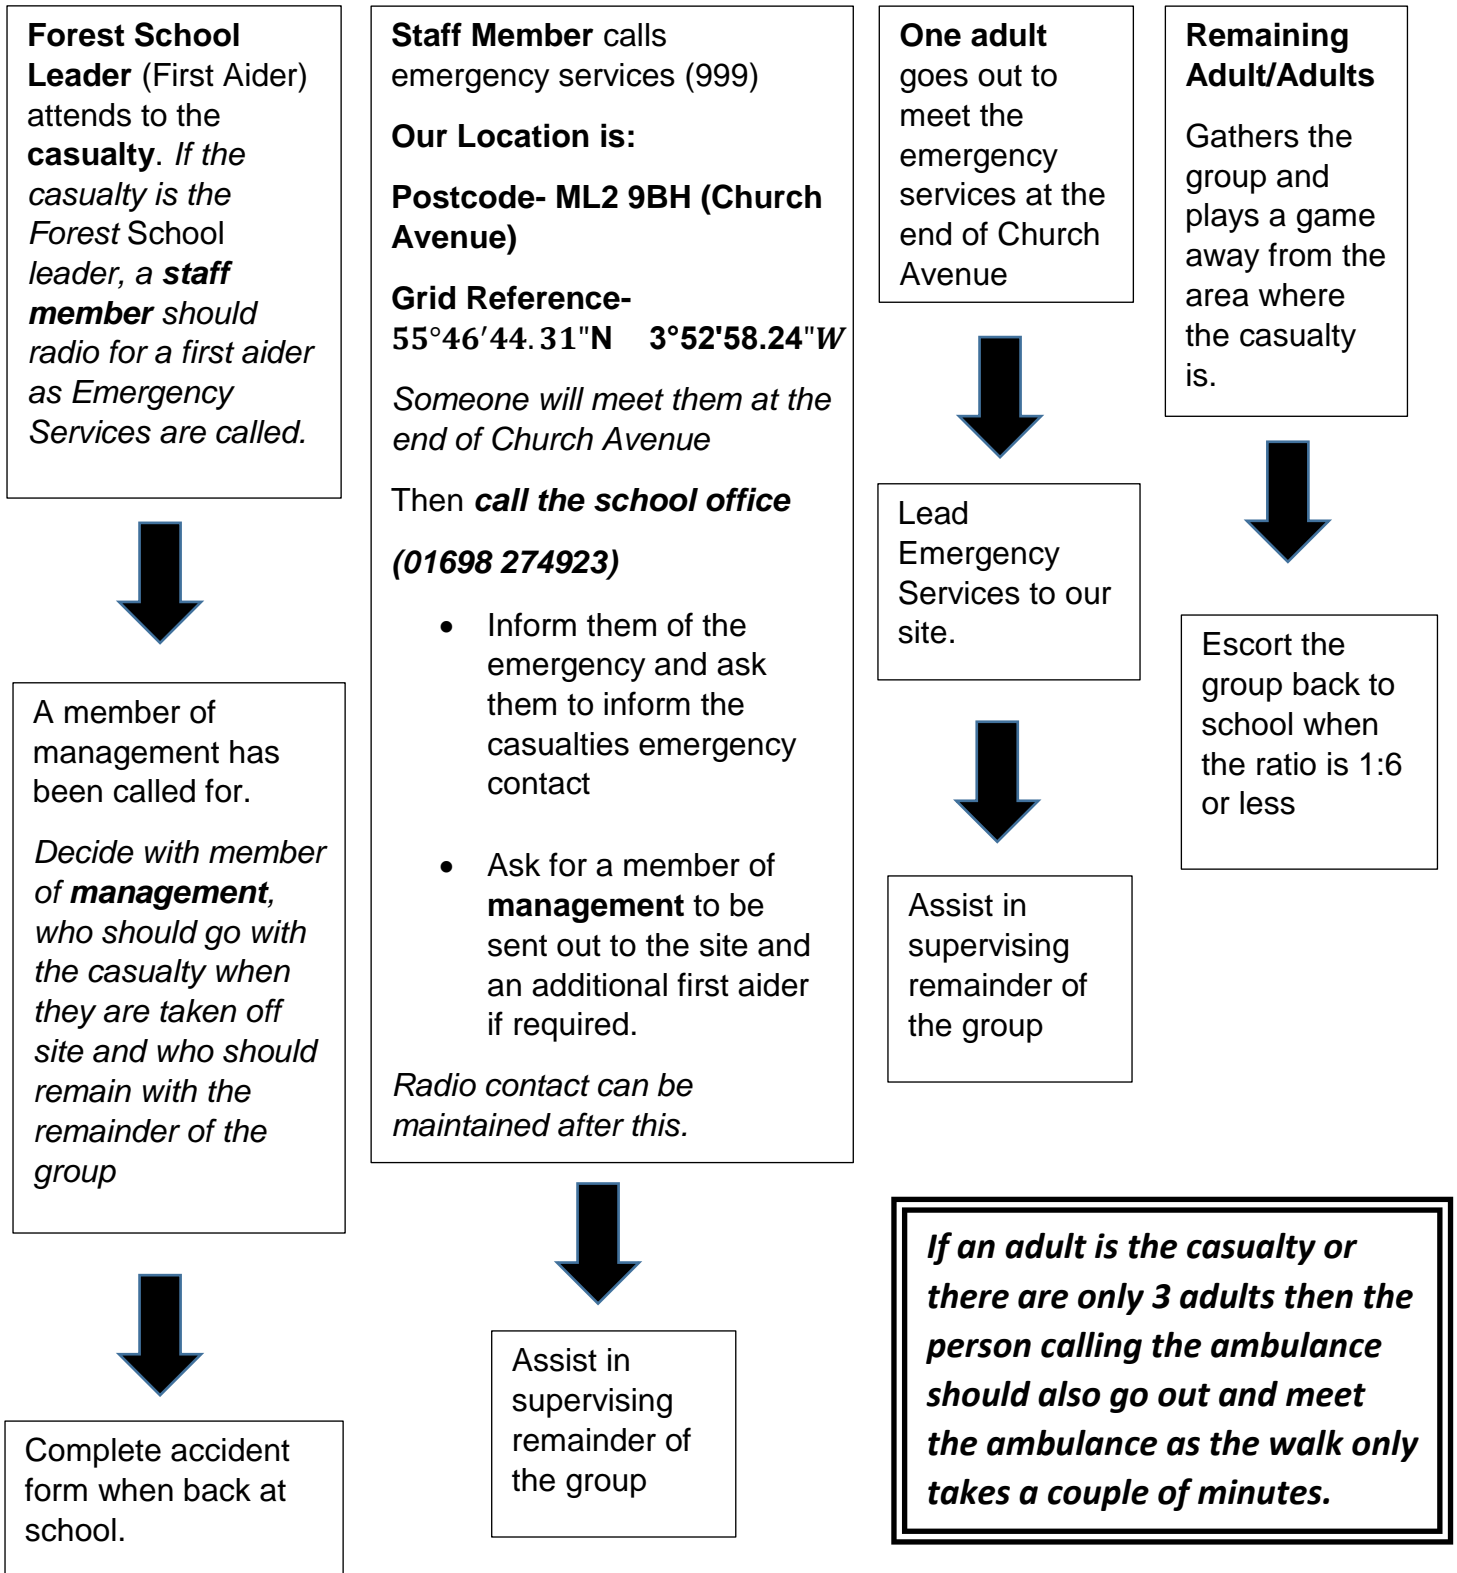 Forest School
Leader (First Aider)
attends to the
casualty. If the
casualty is the
Forest School
leader, a staff
member should
radio for a first aider
as Emergency
Services are called.
A member of
management has
been called for.
Decide with member
of management,
who should go with
the casualty when
they are taken off
site and who should
remain with the
remainder of the
group
Complete accident
form when back at
school.
Staff Member calls
emergency services (999)
Our Location is:
Postcode- ML2 9BH (Church
Avenue)
Grid Reference-
55°46′44.31"N 3°52'58.24"W
Someone will meet them at the
end of Church Avenue
Then call the school office
(01698 274923)
• Inform them of the
emergency and ask
them to inform the
casualties emergency
contact
• Ask for a member of
management to be
sent out to the site and
an additional first aider
if required.
Radio contact can be
maintained after this.
Assist in
supervising
remainder of
the group
One adult
goes out to
meet the
emergency
services at the
end of Church
Avenue
Lead
Emergency
Services to our
site.
Assist in
supervising
remainder of
the group
Remaining
Adult/Adults
Gathers the
group and
plays a game
away from the
area where
the casualty
is.
Escort the
group back to
school when
the ratio is 1:6
or less
If an adult is the casualty or
there are only 3 adults then the
person calling the ambulance
should also go out and meet
the ambulance as the walk only
takes a couple of minutes.